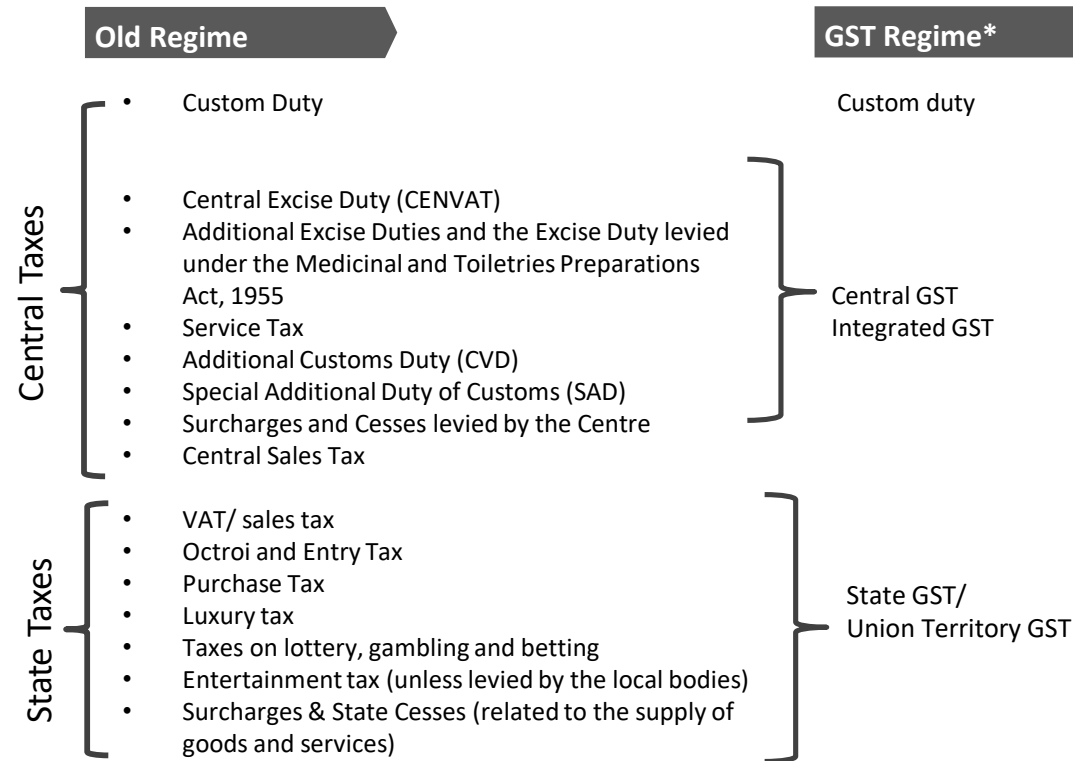 Old Regime
GST Regime*
Central Taxes
• Custom Duty
Custom duty
• Central Excise Duty (CENVAT)
• Additional Excise Duties and the Excise Duty levied
under the Medicinal and Toiletries Preparations
Act, 1955
• Service Tax
• Additional Customs Duty (CVD)
• Special Additional Duty of Customs (SAD)
• Surcharges and Cesses levied by the Centre
• Central Sales Tax
Central GST
Integrated GST
State Taxes
• VAT/ sales tax
• Octroi and Entry Tax
• Purchase Tax
• Luxury tax
• Taxes on lottery, gambling and betting
• Entertainment tax (unless levied by the local bodies)
• Surcharges & State Cesses (related to the supply of
goods and services)
State GST/
Union Territory GST